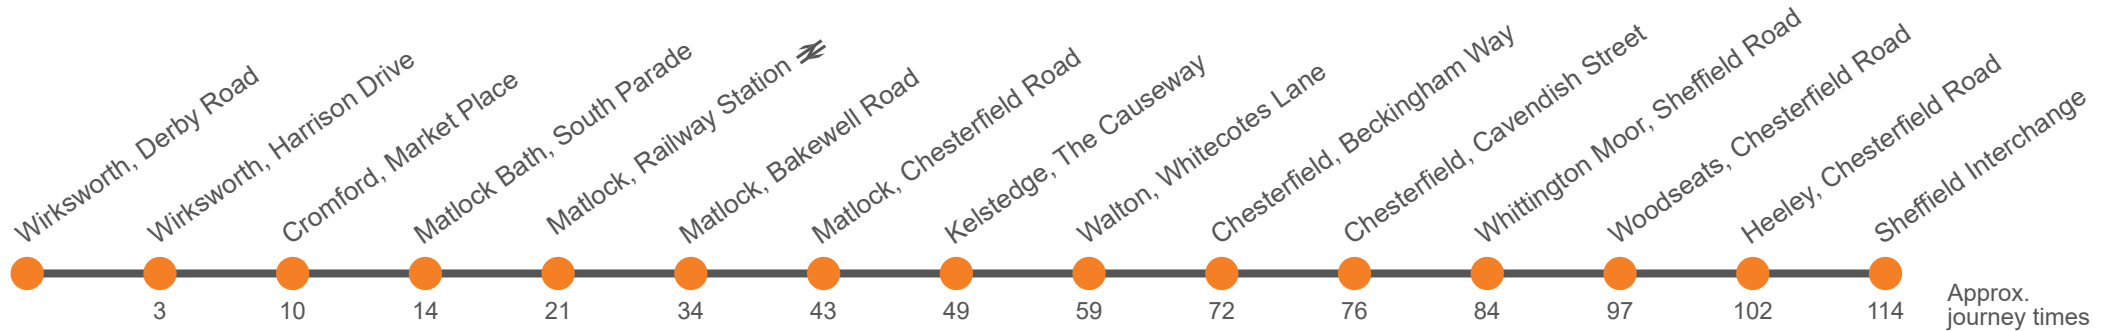 Wirksworth, Derby Road
Wirksworth, Harrison Drive
Cromford, Market Place
Matlock Bath, South Parade
Matlock, Railway Station
Matlock, Bakewell Road
Matlock, Chesterfield Road
Kelstedge, The Causeway
Walton, Whitecotes Lane
Chesterfield, Beckingham Way
Chesterfield, Cavendish Street
Whittington Moor, Sheffield Road
Woodseats, Chesterfield Road
Heeley, Chesterfield Road
Sheffield Interchange
3 10 14 21 34 43 49 59 72 76 84 97 102 114
Approx.
journey times